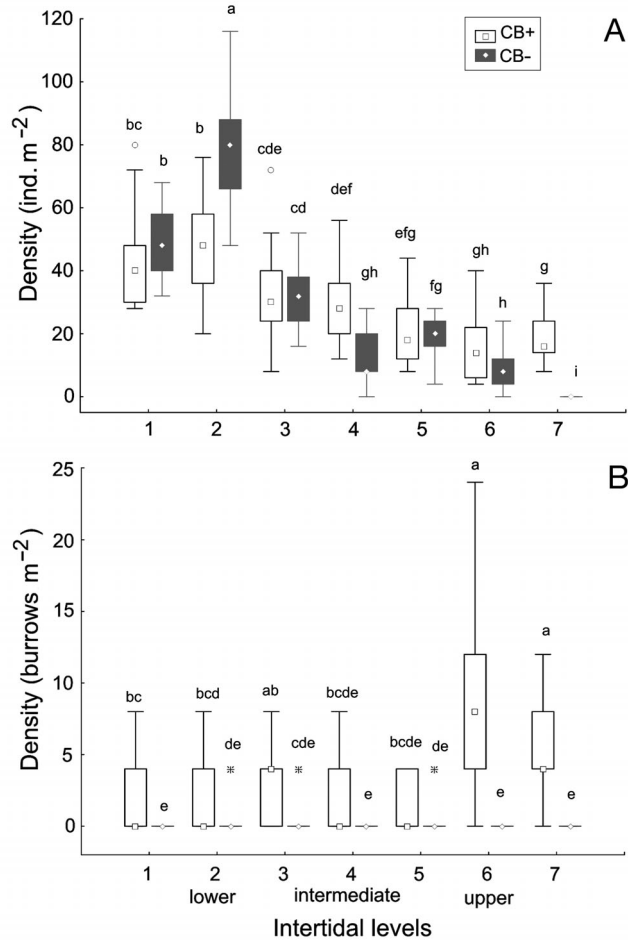 A
CB+
CB-
Density (ind. m⁻²)
120
100
80
60
40
20
0
bc
b
b
a
cde
cd
def
gh
efg
fg
gh
h
g
i
1 2 3 4 5 6 7
B
Density (burrows m⁻²)
25
20
15
10
5
0
bc
e
bcd
de
ab
cde
bcde
e
bcde
de
a
e
a
e
1 2 3 4 5 6 7
lower intermediate upper
Intertidal levels